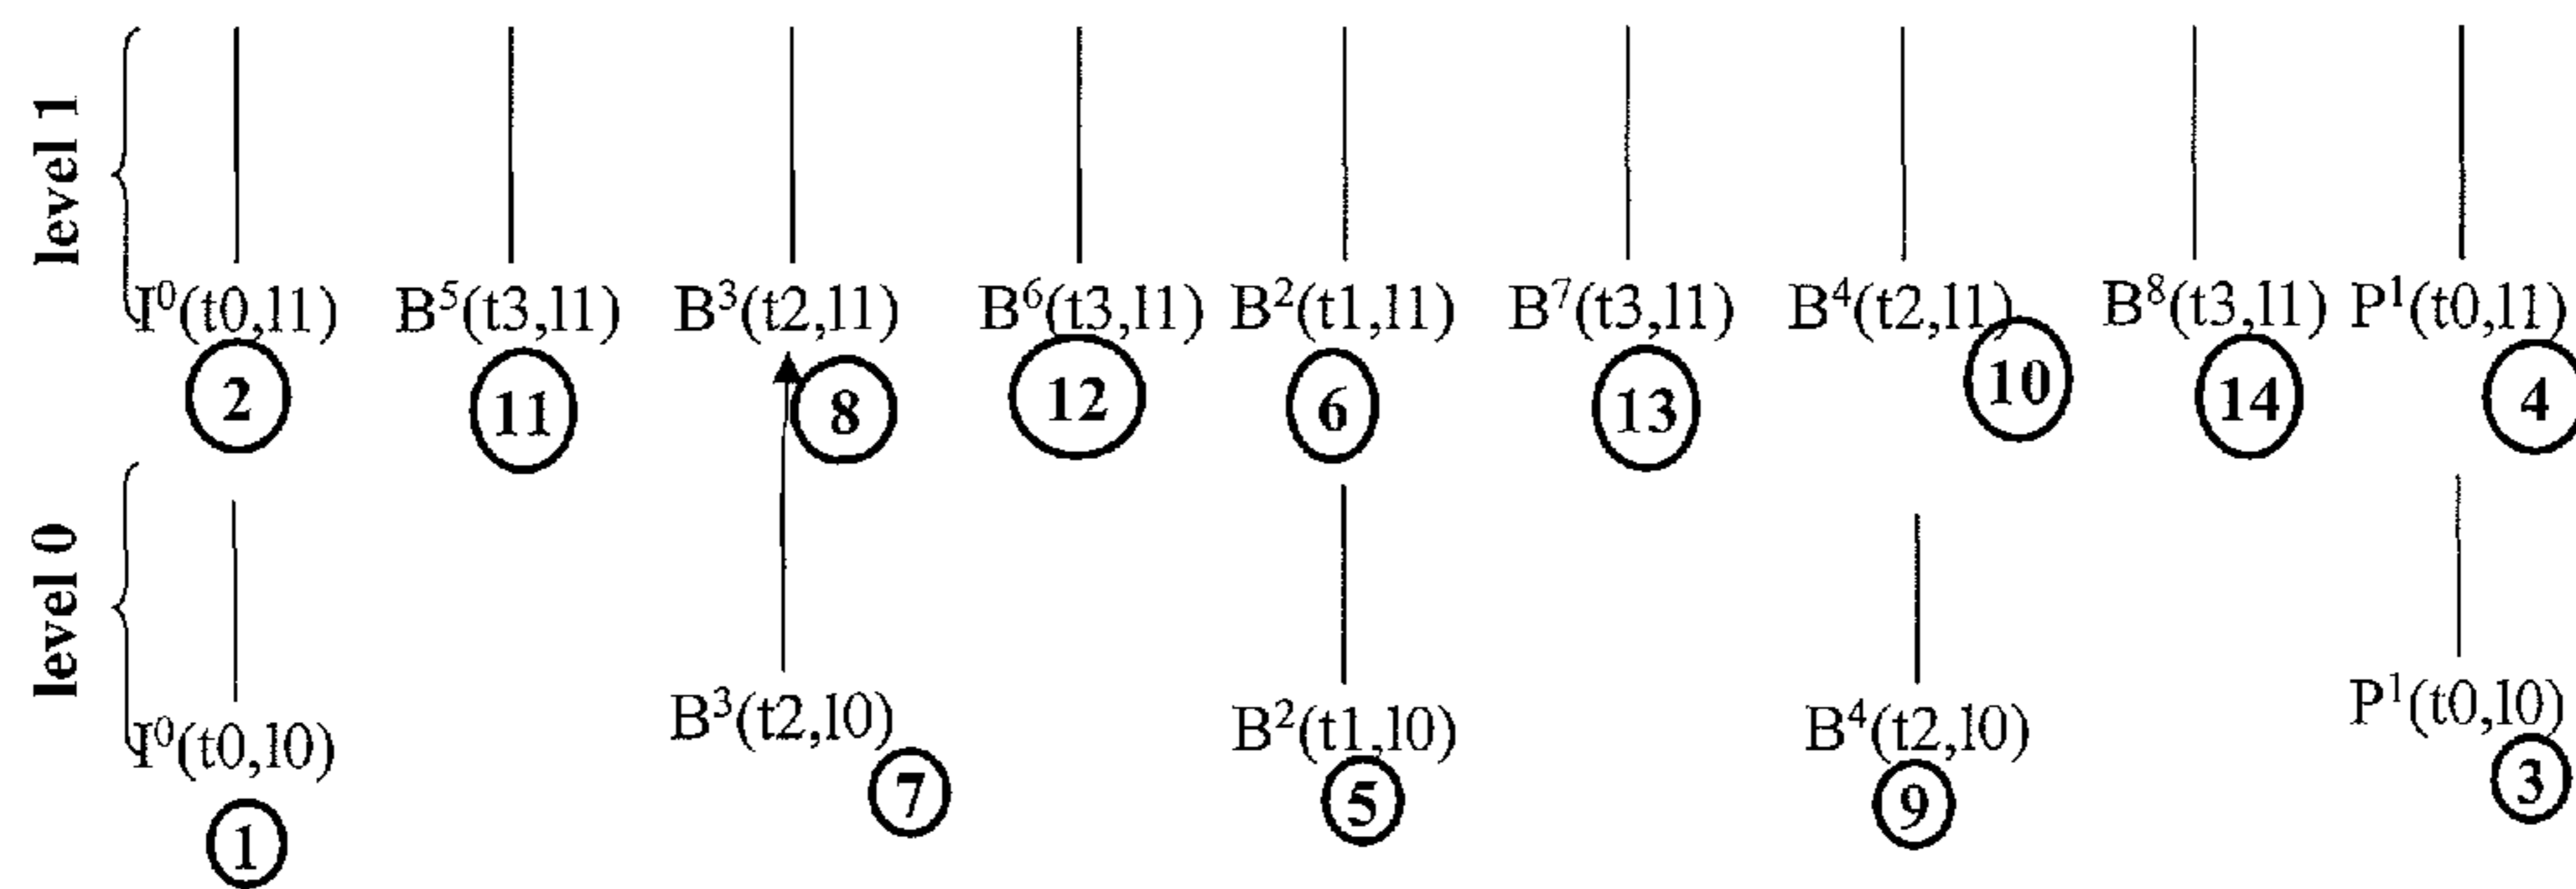 level 1
I⁰(t0,l1) B⁵(t3,l1) B³(t2,l1) B⁶(t3,l1) B²(t1,l1) B⁷(t3,l1) B⁴(t2,l1) B⁸(t3,l1) P¹(t0,l1)
2 11 8 12 6 13 10 14 4
level 0
I⁰(t0,l0) B³(t2,l0) B²(t1,l0) B⁴(t2,l0) P¹(t0,l0)
1 7 5 9 3